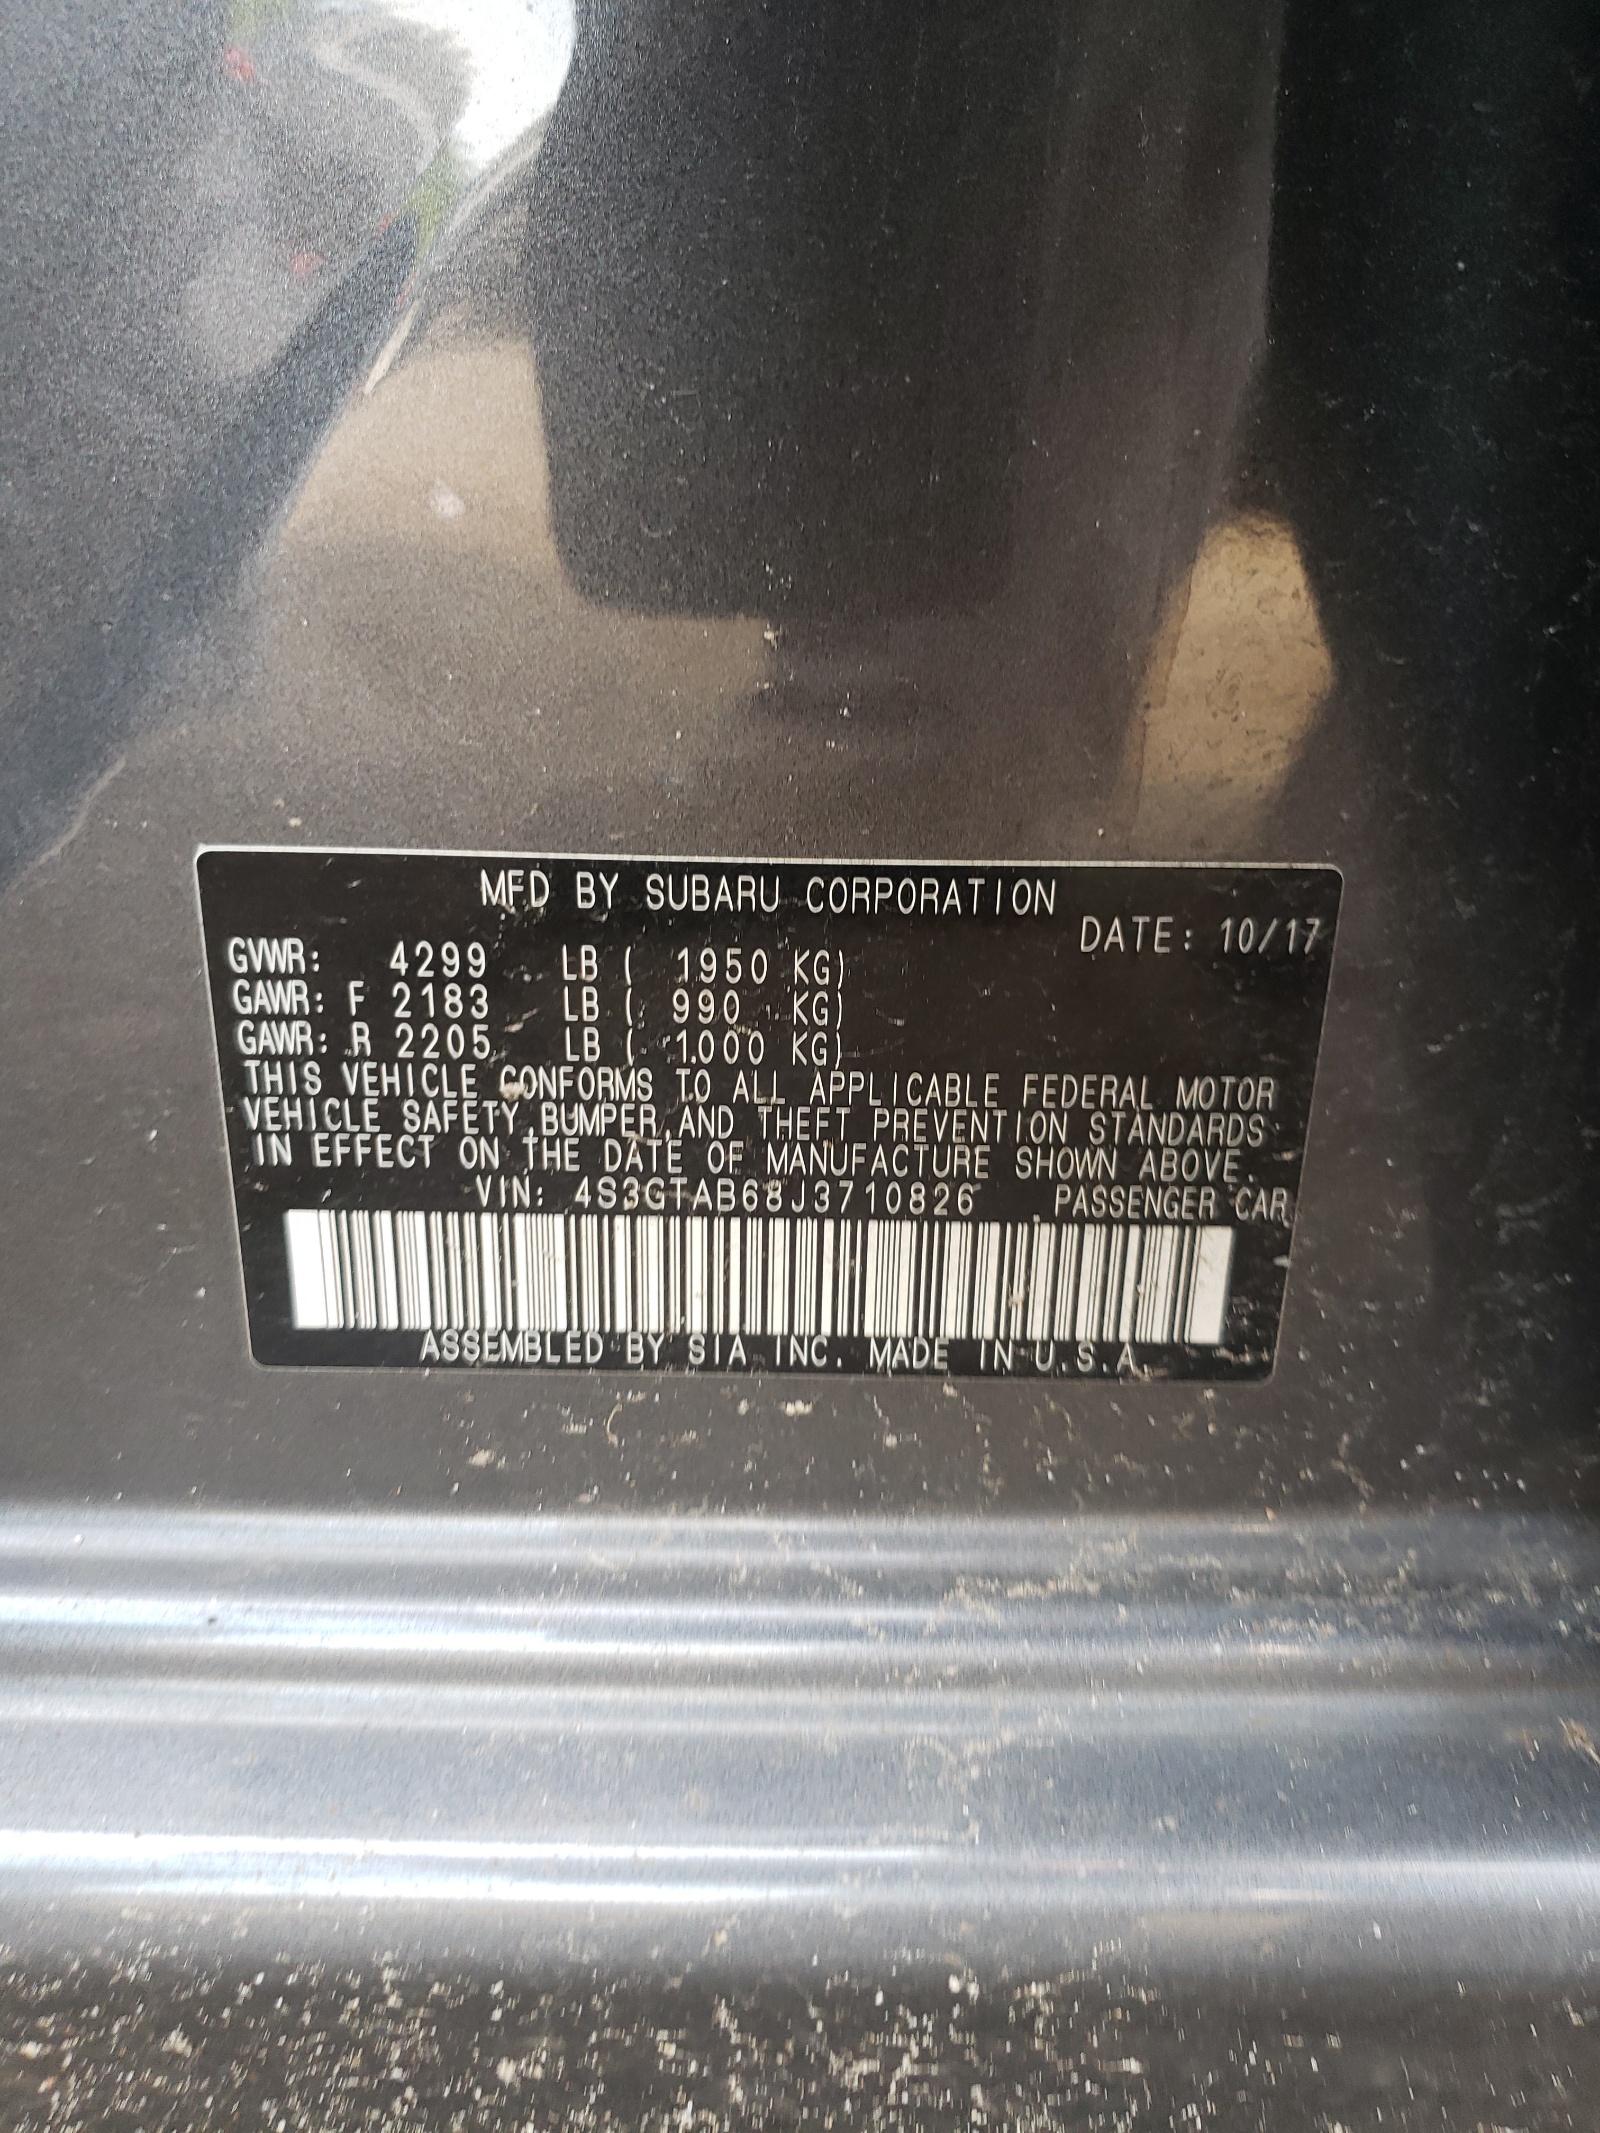 MFD BY SUBARU CORPORATION
DATE: 10/17
GVWR: 4299 LB ( 1950 KG)
GAWR: F 2183 LB ( 990 KG)
GAWR: R 2205 LB ( 1000 KG)
THIS VEHICLE CONFORMS TO ALL APPLICABLE FEDERAL MOTOR
VEHICLE SAFETY, BUMPER, AND THEFT PREVENTION STANDARDS
IN EFFECT ON THE DATE OF MANUFACTURE SHOWN ABOVE.
VIN: 4S3GTAB68J3710826 PASSENGER CAR
ASSEMBLED BY SIA INC. MADE IN U.S.A.